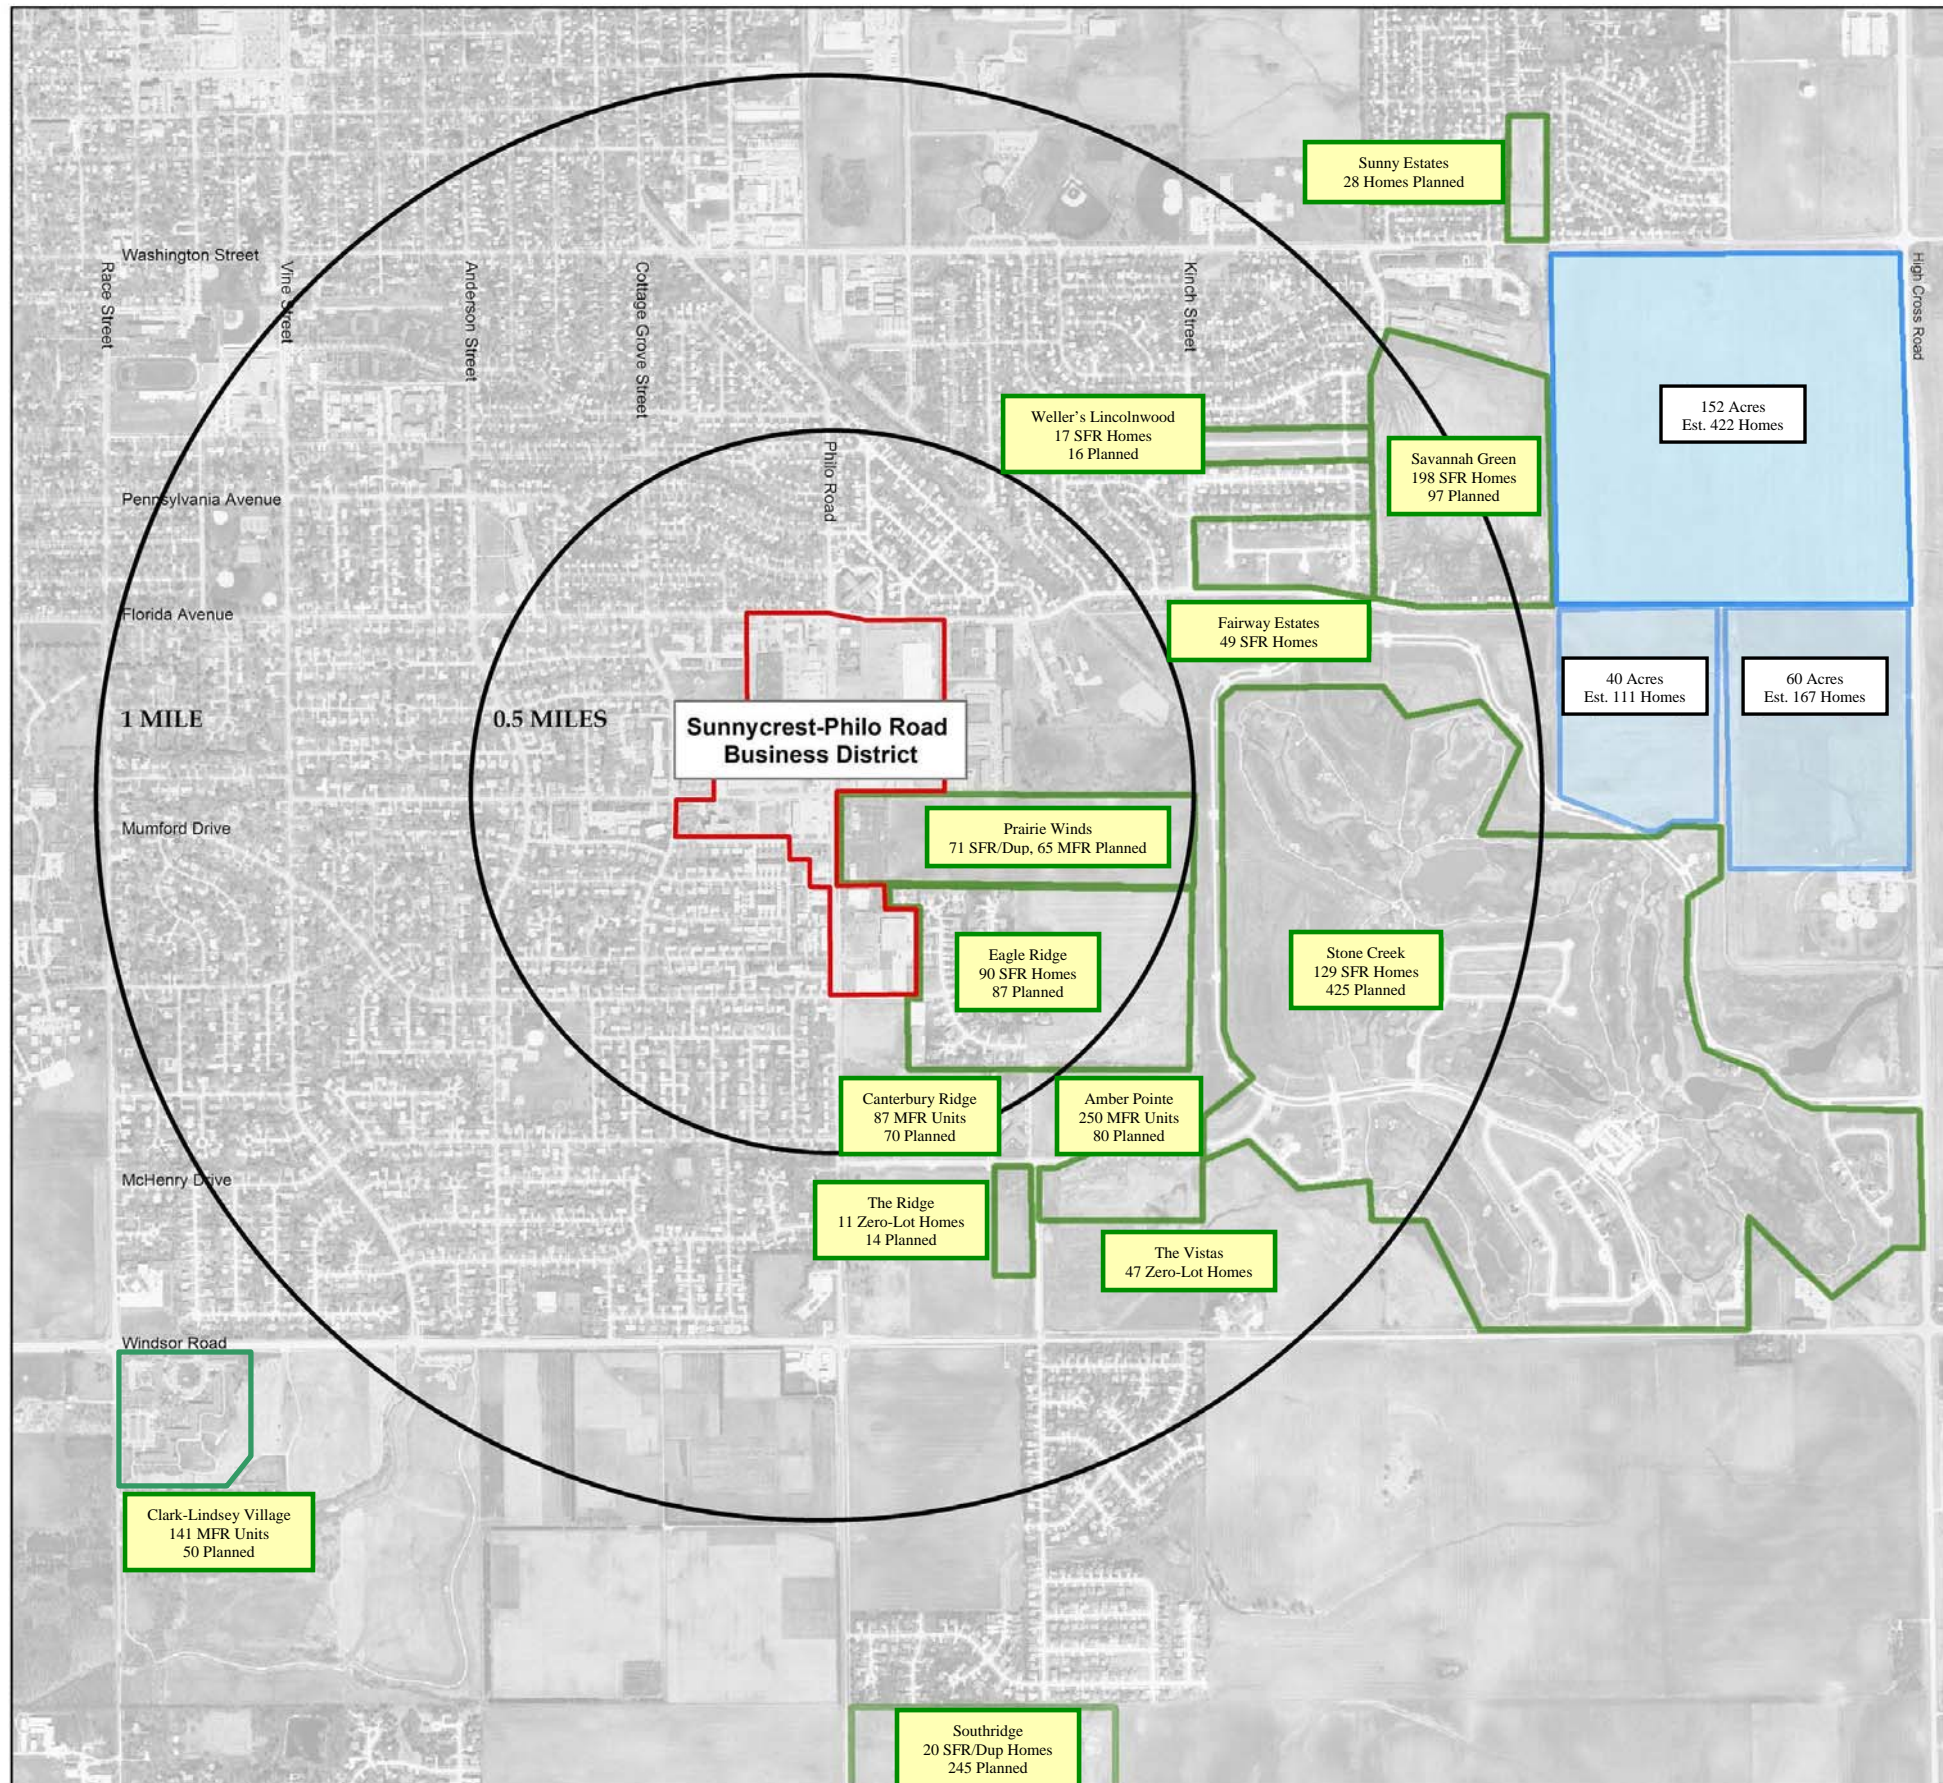 Sunny Estates
28 Homes Planned
Washington Street
Race Street
Vine Street
Anderson Street
Cottage Grove Street
Kinch Street
High Cross Road
152 Acres
Est. 422 Homes
Weller's Lincolnwood
17 SFR Homes
16 Planned
Savannah Green
198 SFR Homes
97 Planned
Philo Road
Pennsylvania Avenue
Florida Avenue
Fairway Estates
49 SFR Homes
40 Acres
Est. 111 Homes
60 Acres
Est. 167 Homes
1 MILE
0.5 MILES
Sunnycrest-Philo Road
Business District
Mumford Drive
Prairie Winds
71 SFR/Dup, 65 MFR Planned
Eagle Ridge
90 SFR Homes
87 Planned
Stone Creek
129 SFR Homes
425 Planned
Canterbury Ridge
87 MFR Units
70 Planned
Amber Pointe
250 MFR Units
80 Planned
McHenry Drive
The Ridge
11 Zero-Lot Homes
14 Planned
The Vistas
47 Zero-Lot Homes
Windsor Road
Clark-Lindsey Village
141 MFR Units
50 Planned
Southridge
20 SFR/Dup Homes
245 Planned